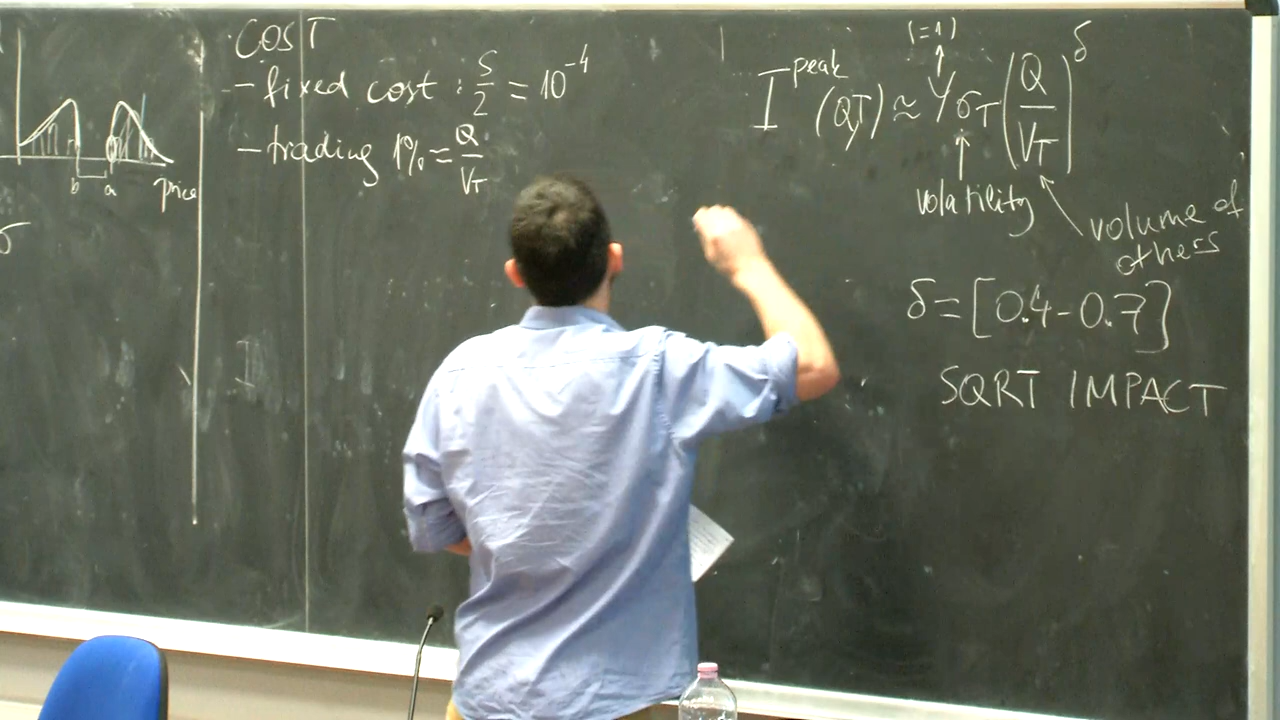 b a price
σ
COST
- fixed cost : S/2 = 10^-4
- trading 1% ≈ Q/V_T
(=1)
I^peak (Q,T) ≈ Y σ_T (Q/V_T)^δ
volatility
volume of
others
δ = [0.4-0.7]
SQRT IMPACT